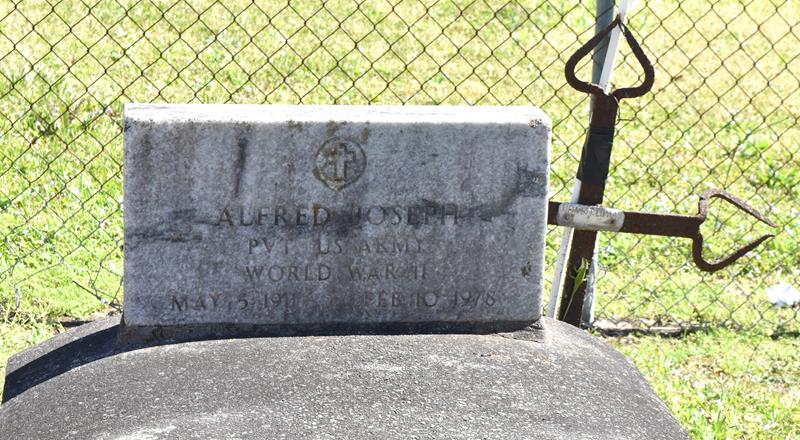 ALFRED JOSEPH
PVT US ARMY
WORLD WAR II
MAY 5 1911 FEB 10 1978